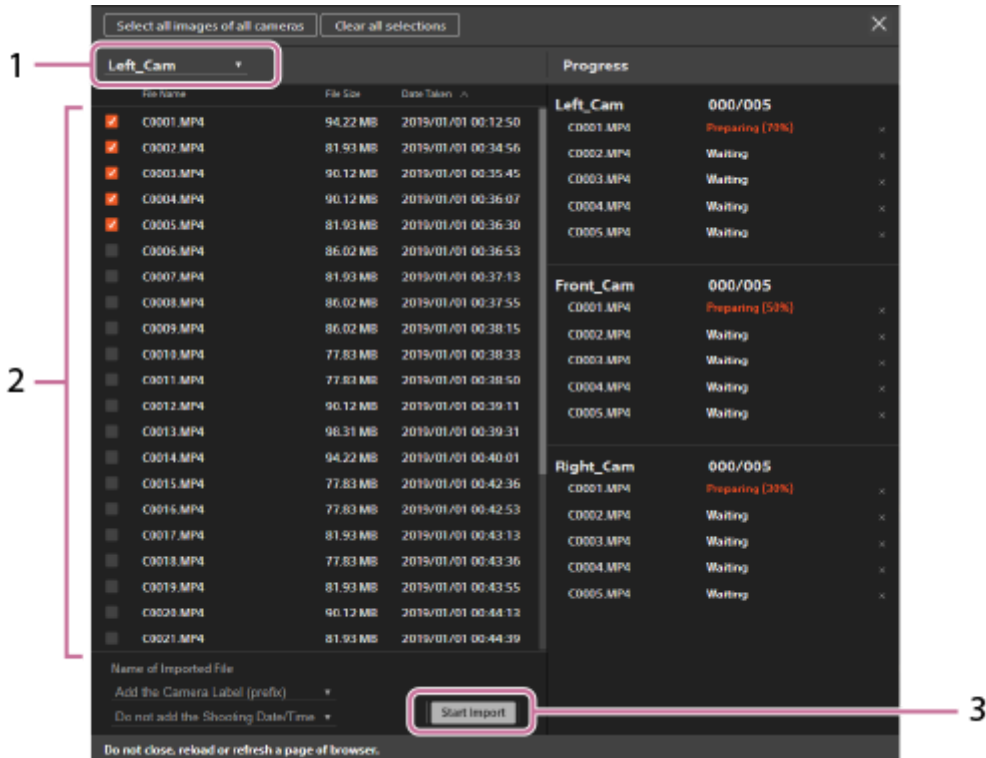 Select all images of all cameras Clear all selections
1 Left_Cam Progress
File Name File Size Date Taken
C0001.MP4 94.22 MB 2019/01/01 00:12:50
C0002.MP4 81.93 MB 2019/01/01 00:34:56
C0003.MP4 90.12 MB 2019/01/01 00:35:45
C0004.MP4 90.12 MB 2019/01/01 00:36:07
C0005.MP4 81.93 MB 2019/01/01 00:36:30
C0006.MP4 86.02 MB 2019/01/01 00:36:53
C0007.MP4 81.93 MB 2019/01/01 00:37:13
C0008.MP4 86.02 MB 2019/01/01 00:37:55
C0009.MP4 86.02 MB 2019/01/01 00:38:15
C0010.MP4 77.83 MB 2019/01/01 00:38:33
2
C0011.MP4 77.83 MB 2019/01/01 00:38:50
C0012.MP4 90.12 MB 2019/01/01 00:39:11
C0013.MP4 98.31 MB 2019/01/01 00:39:31
C0014.MP4 94.22 MB 2019/01/01 00:40:01
C0015.MP4 77.83 MB 2019/01/01 00:42:36
C0016.MP4 77.83 MB 2019/01/01 00:42:53
C0017.MP4 81.93 MB 2019/01/01 00:43:13
C0018.MP4 77.83 MB 2019/01/01 00:43:36
C0019.MP4 81.93 MB 2019/01/01 00:43:55
C0020.MP4 90.12 MB 2019/01/01 00:44:13
C0021.MP4 81.93 MB 2019/01/01 00:44:39
Left_Cam 000/005
C0001.MP4 Preparing [70%]
C0002.MP4 Waiting
C0003.MP4 Waiting
C0004.MP4 Waiting
C0005.MP4 Waiting
Front_Cam 000/005
C0001.MP4 Preparing [50%]
C0002.MP4 Waiting
C0003.MP4 Waiting
C0004.MP4 Waiting
C0005.MP4 Waiting
Right_Cam 000/005
C0001.MP4 Preparing [30%]
C0002.MP4 Waiting
C0003.MP4 Waiting
C0004.MP4 Waiting
C0005.MP4 Waiting
Name of Imported File
Add the Camera Label (prefix)
Do not add the Shooting Date/Time
Start Import 3
Do not close, reload or refresh a page of browser.